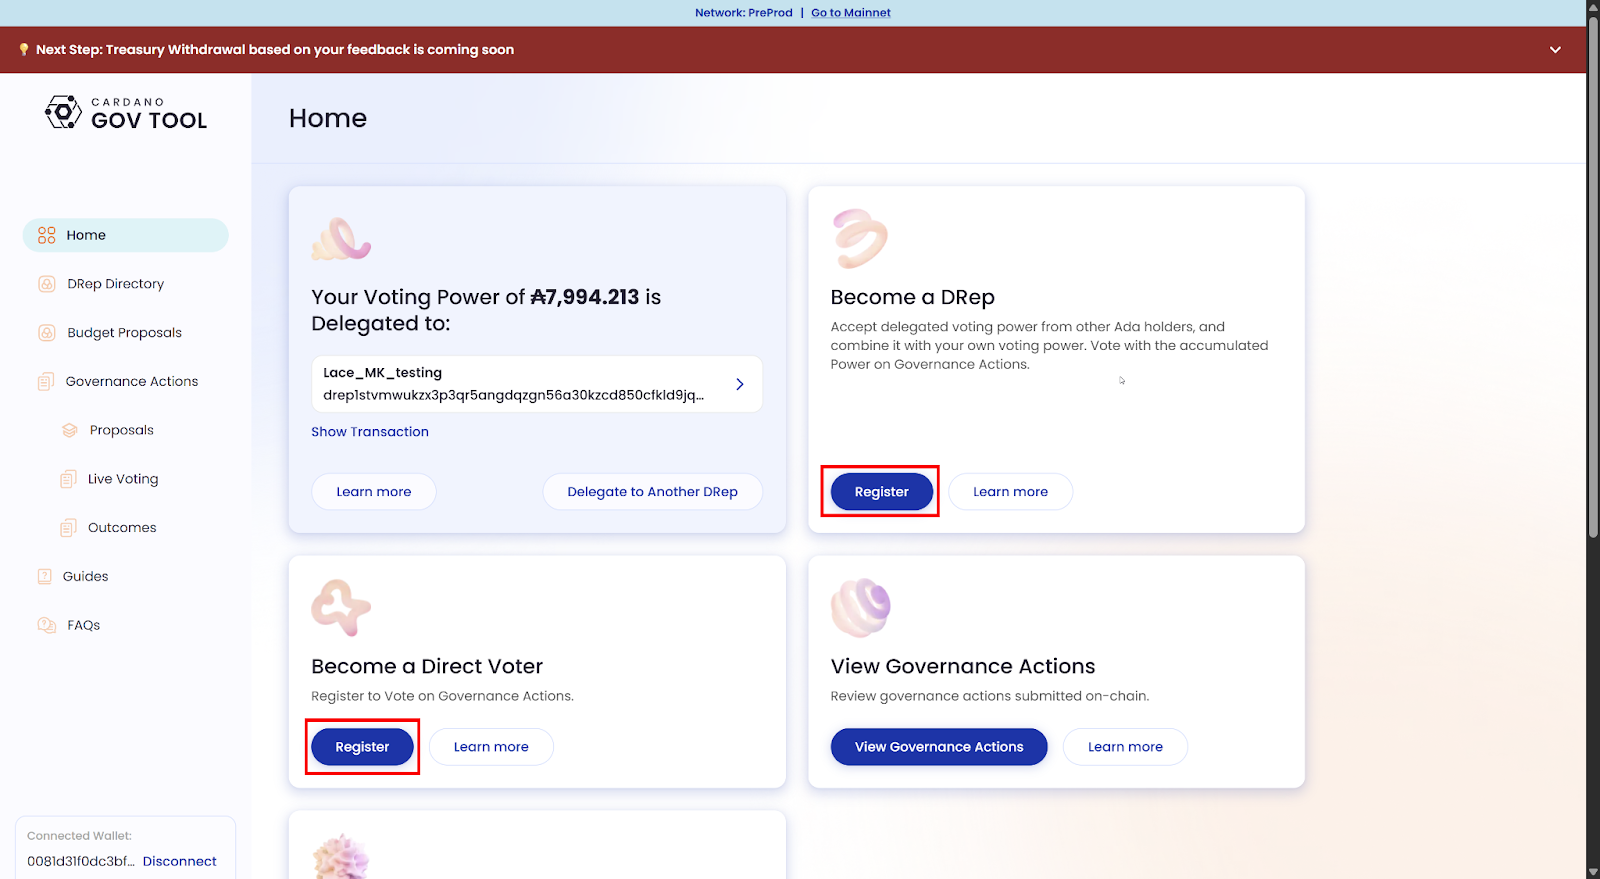 Network: PreProd | Go to Mainnet
Next Step: Treasury Withdrawal based on your feedback is coming soon
CARDANO
GOV TOOL
Home
DRep Directory
Budget Proposals
Governance Actions
Proposals
Live Voting
Outcomes
Guides
FAQs
Connected Wallet:
0081d31f0dc3bf... Disconnect
Home
Your Voting Power of ₳7,994.213 is
Delegated to:
Lace_MK_testing
drep1stvmwukzx3p3qr5angdqzgn56a30kzcd850cfkld9jq...
Show Transaction
Learn more
Delegate to Another DRep
Become a DRep
Accept delegated voting power from other Ada holders, and
combine it with your own voting power. Vote with the accumulated
Power on Governance Actions.
Register
Learn more
Become a Direct Voter
Register to Vote on Governance Actions.
Register
Learn more
View Governance Actions
Review governance actions submitted on-chain.
View Governance Actions
Learn more